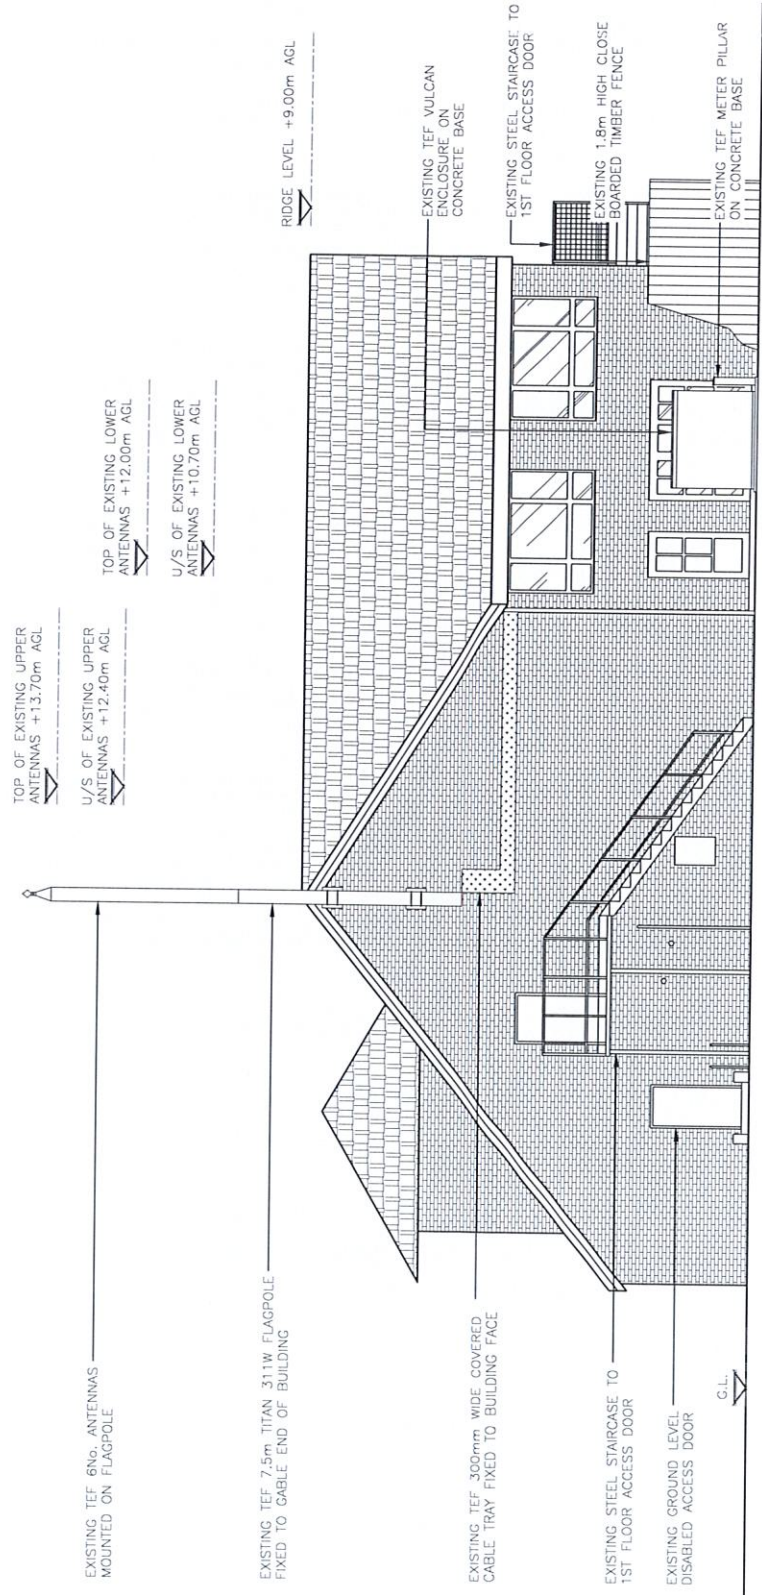 EXISTING TEF 6No. ANTENNAS
MOUNTED ON FLAGPOLE
EXISTING TEF 7.5m TITAN 311W FLAGPOLE
FIXED TO GABLE END OF BUILDING
EXISTING TEF 300mm WIDE COVERED
CABLE TRAY FIXED TO BUILDING FACE
EXISTING STEEL STAIRCASE TO
1ST FLOOR ACCESS DOOR
EXISTING GROUND LEVEL
DISABLED ACCESS DOOR
G.L.
TOP OF EXISTING UPPER
ANTENNAS +13.70m AGL
U/S OF EXISTING UPPER
ANTENNAS +12.40m AGL
TOP OF EXISTING LOWER
ANTENNAS +12.00m AGL
U/S OF EXISTING LOWER
ANTENNAS +10.70m AGL
RIDGE LEVEL +9.00m AGL
EXISTING TEF VULCAN
ENCLOSURE ON
CONCRETE BASE
EXISTING STEEL STAIRCASE TO
1ST FLOOR ACCESS DOOR
EXISTING 1.8m HIGH CLOSE
BOARDED TIMBER FENCE
EXISTING TEF METER PILLAR
ON CONCRETE BASE